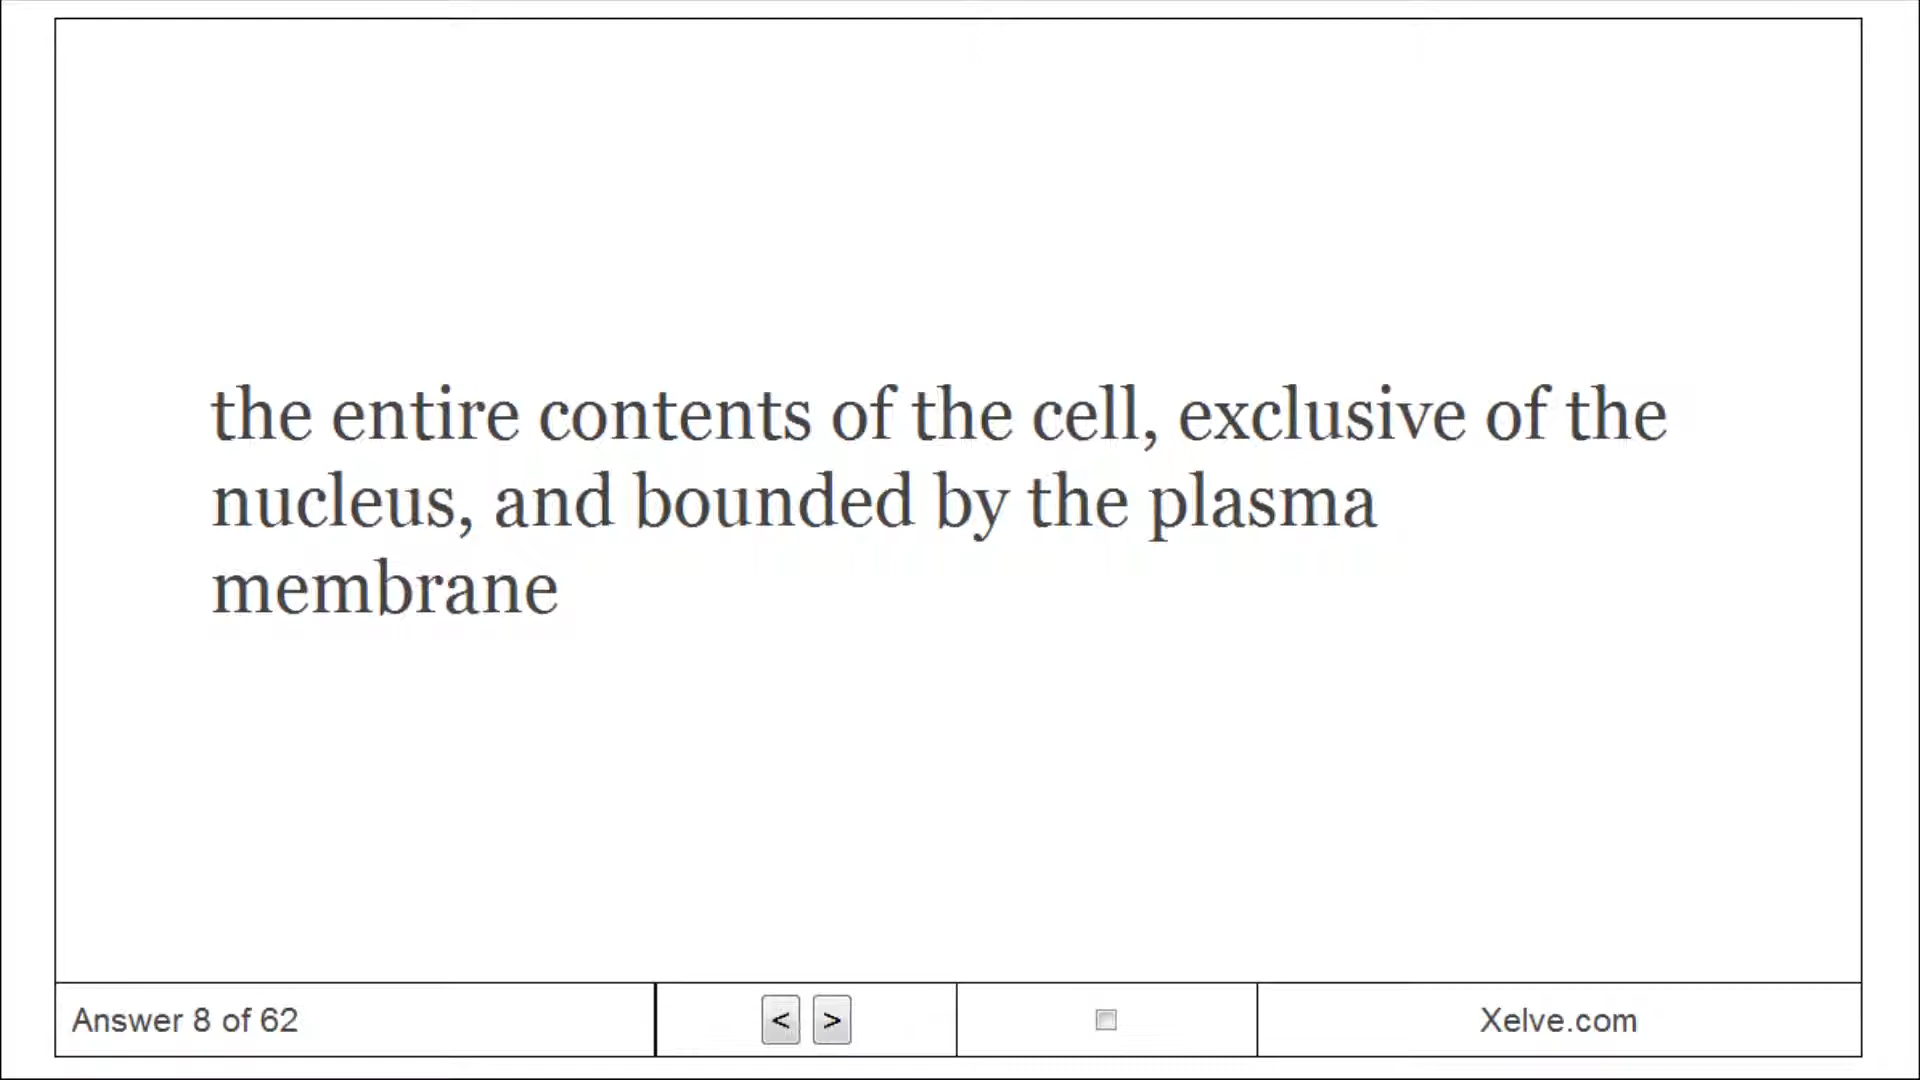 the entire contents of the cell, exclusive of the
nucleus, and bounded by the plasma
membrane
Answer 8 of 62
< >
Xelve.com